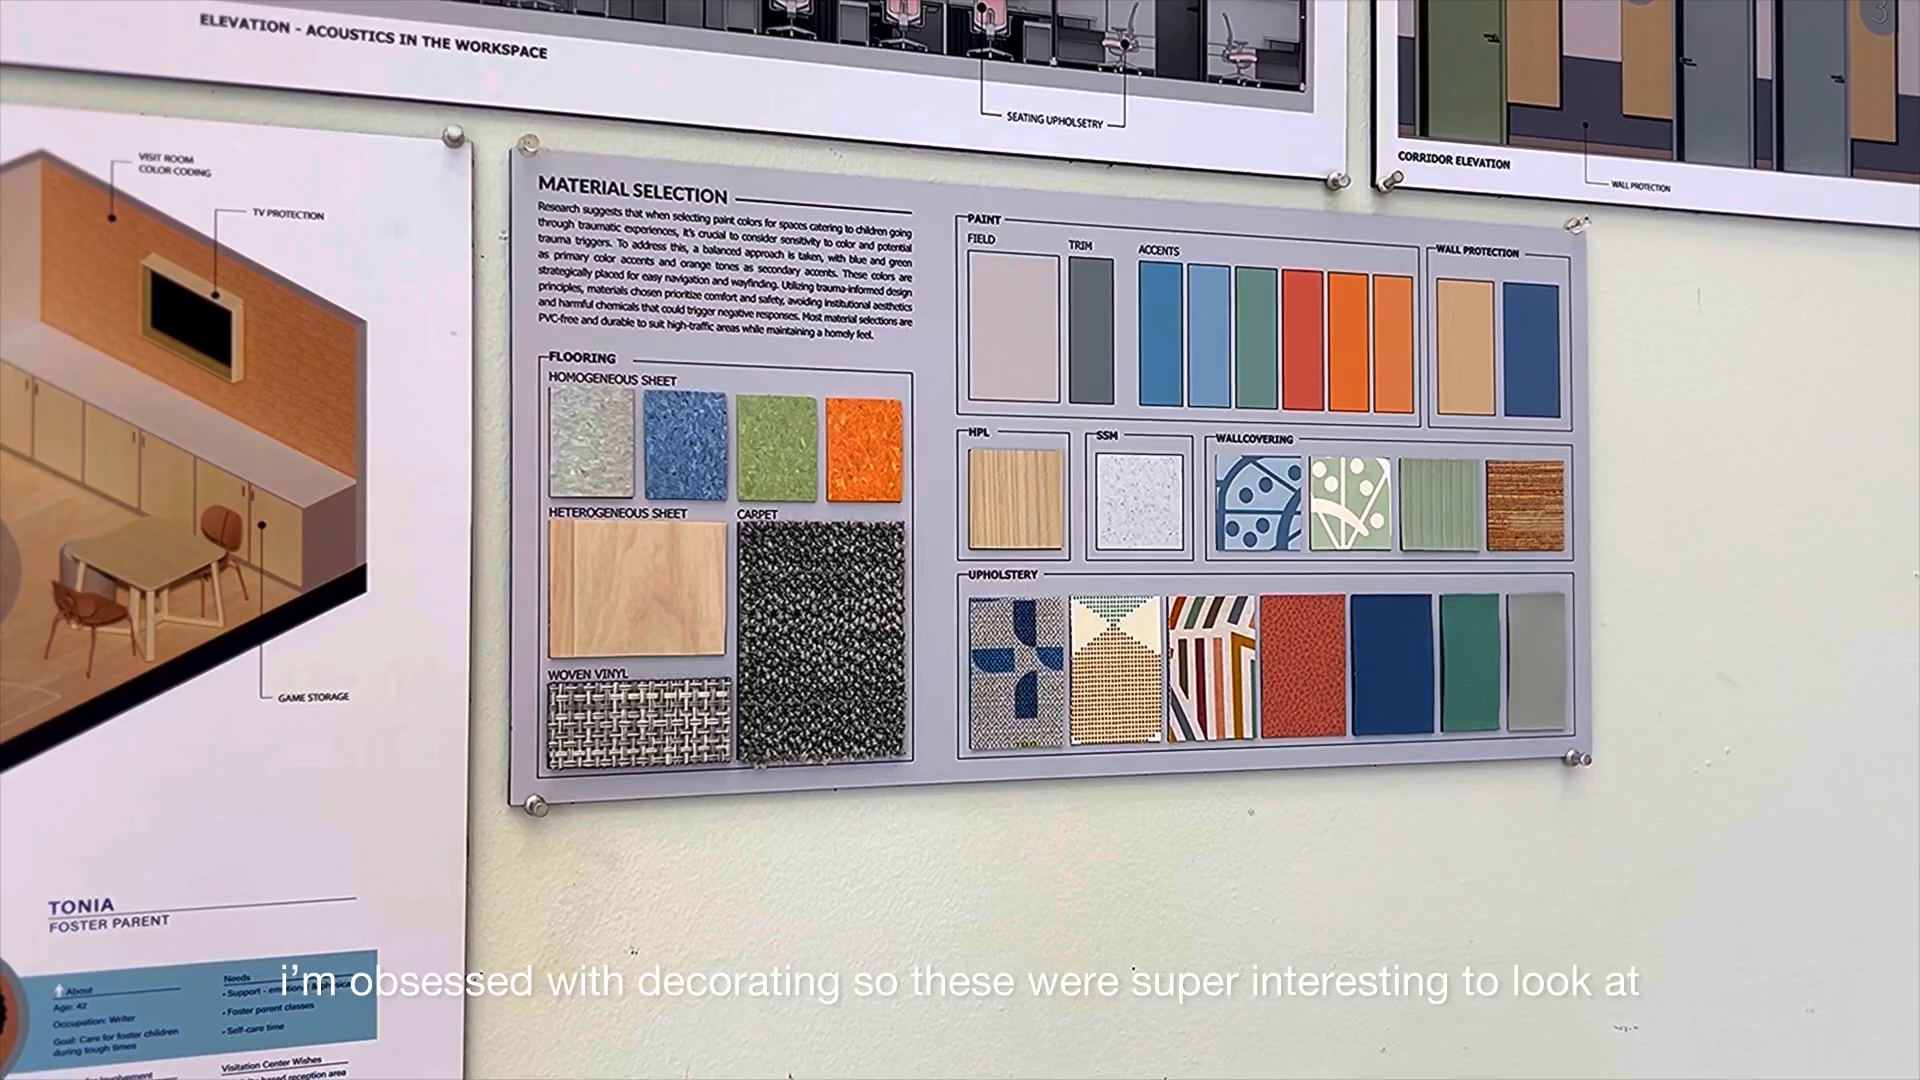 ELEVATION - ACOUSTICS IN THE WORKSPACE
SEATING UPHOLSETRY
CORRIDOR ELEVATION
WALL PROTECTION
3
VISIT ROOM
COLOR CODING
TV PROTECTION
GAME STORAGE
TONIA
FOSTER PARENT
About
Age: 42
Occupation: Writer
Goal: Care for foster children
during tough times
Needs
• Support -
• Foster parent classes
• Self-care time
Involvement
Visitation Center Wishes
based reception area
MATERIAL SELECTION
Research suggests that when selecting paint colors for spaces catering to children going
through traumatic experiences, it's crucial to consider sensitivity to color and potential
trauma triggers. To address this, a balanced approach is taken, with blue and green
as primary color accents and orange tones as secondary accents. These colors are
strategically placed for easy navigation and wayfinding. Utilizing trauma-informed design
principles, materials chosen prioritize comfort and safety, avoiding institutional aesthetics
and harmful chemicals that could trigger negative responses. Most material selections are
PVC-free and durable to suit high-traffic areas while maintaining a homely feel.
FLOORING
HOMOGENEOUS SHEET
HETEROGENEOUS SHEET
CARPET
WOVEN VINYL
PAINT
FIELD
TRIM
ACCENTS
WALL PROTECTION
HPL
SSM
WALLCOVERING
UPHOLSTERY
i'm obsessed with decorating so these were super interesting to look at